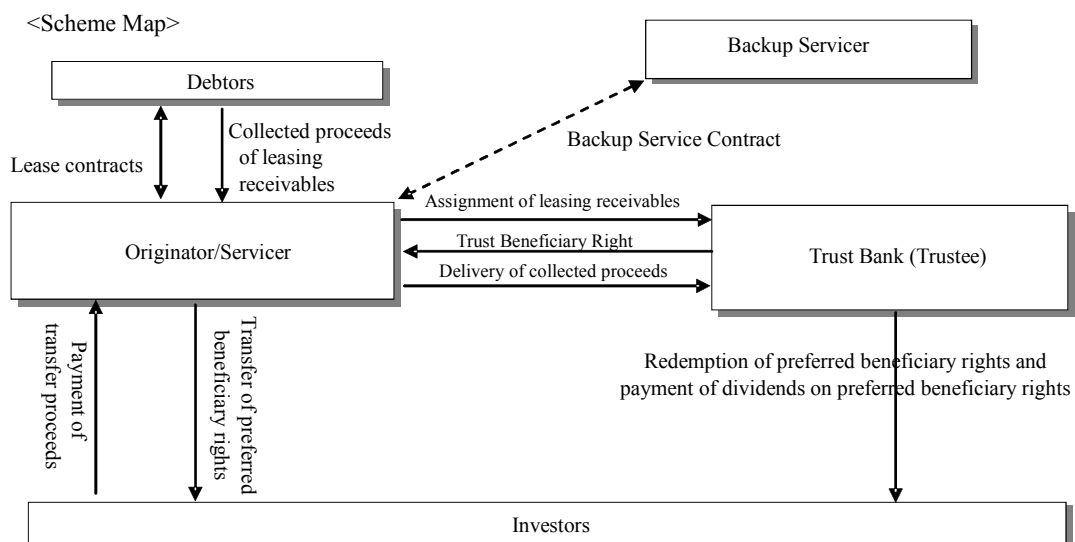 <Scheme Map>
Backup Servicer
Debtors
Collected proceeds
of leasing
receivables
Lease contracts
Backup Service Contract
Assignment of leasing receivables
Trust Beneficiary Right
Originator/Servicer
Trust Bank (Trustee)
Delivery of collected proceeds
Payment of
transfer proceeds
Transfer of preferred
beneficiary rights
Redemption of preferred beneficiary rights and
payment of dividends on preferred beneficiary rights
Investors